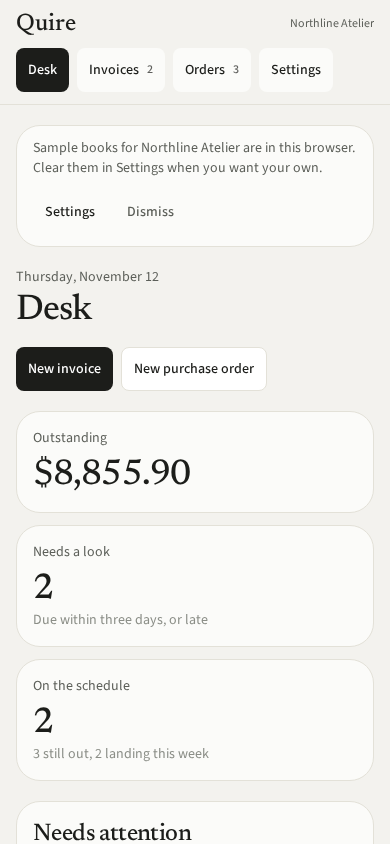 Quire
Northline Atelier
Desk
Invoices 2
Orders 3
Settings
Sample books for Northline Atelier are in this browser.
Clear them in Settings when you want your own.
Settings
Dismiss
Thursday, November 12
Desk
New invoice
New purchase order
Outstanding
$8,855.90
Needs a look
2
Due within three days, or late
On the schedule
2
3 still out, 2 landing this week
Needs attention